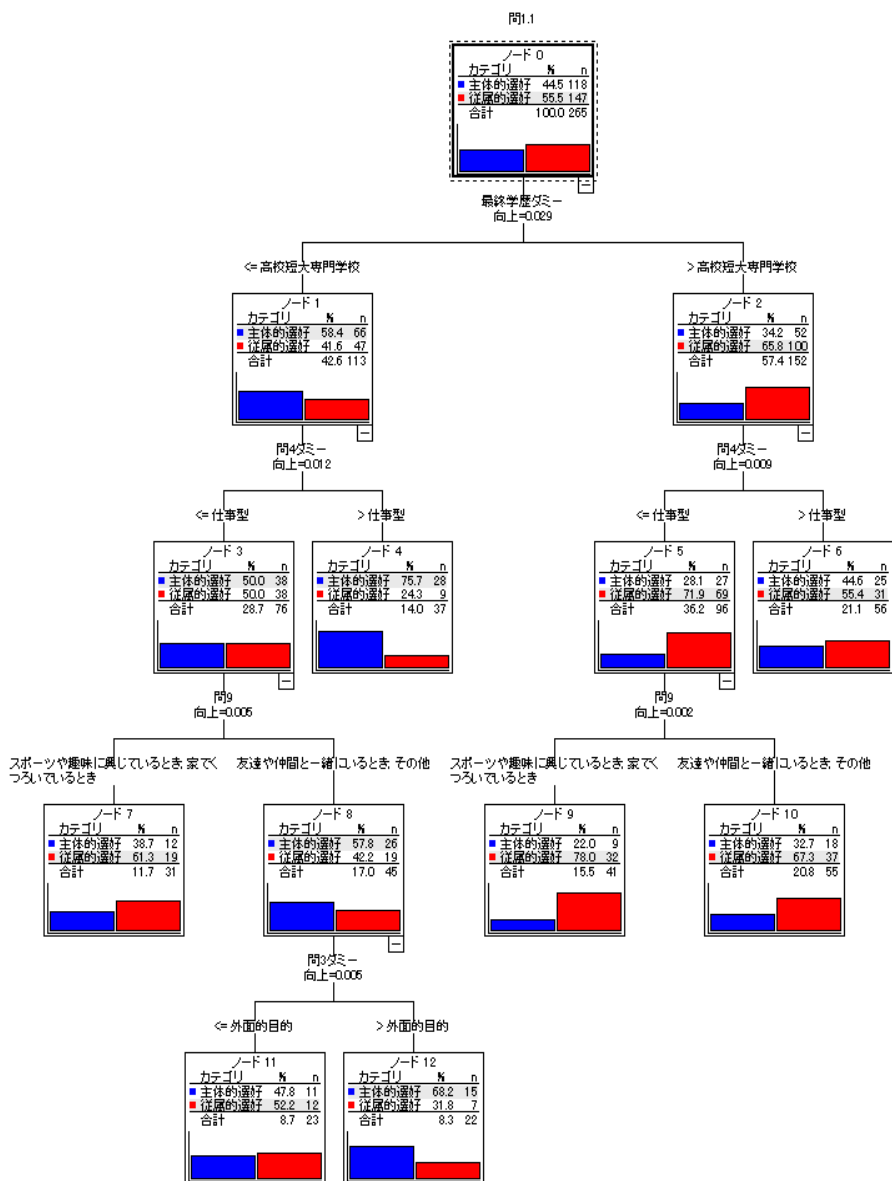 問1.1
ノード 0
カテゴリ % n
主体的選好 44.5 118
従属的選好 55.5 147
合計 100.0 265
最終学歴ダミー
向上=0.029
<= 高校短大専門学校
> 高校短大専門学校
ノード 1
カテゴリ % n
主体的選好 58.4 66
従属的選好 41.6 47
合計 42.6 113
ノード 2
カテゴリ % n
主体的選好 34.2 52
従属的選好 65.8 100
合計 57.4 152
問4ダミー
向上=0.012
問4ダミー
向上=0.009
<= 仕事型
> 仕事型
<= 仕事型
> 仕事型
ノード 3
カテゴリ % n
主体的選好 50.0 38
従属的選好 50.0 38
合計 28.7 76
ノード 4
カテゴリ % n
主体的選好 75.7 28
従属的選好 24.3 9
合計 14.0 37
ノード 5
カテゴリ % n
主体的選好 28.1 27
従属的選好 71.9 69
合計 36.2 96
ノード 6
カテゴリ % n
主体的選好 44.6 25
従属的選好 55.4 31
合計 21.1 56
問9
向上=0.005
問9
向上=0.002
スポーツや趣味に興じているとき, 家でく
つろいでいるとき
友達や仲間と一緒にいるとき, その他
スポーツや趣味に興じているとき, 家でく
つろいでいるとき
友達や仲間と一緒にいるとき, その他
ノード 7
カテゴリ % n
主体的選好 38.7 12
従属的選好 61.3 19
合計 11.7 31
ノード 8
カテゴリ % n
主体的選好 57.8 26
従属的選好 42.2 19
合計 17.0 45
ノード 9
カテゴリ % n
主体的選好 22.0 9
従属的選好 78.0 32
合計 15.5 41
ノード 10
カテゴリ % n
主体的選好 32.7 18
従属的選好 67.3 37
合計 20.8 55
問3ダミー
向上=0.005
<= 外面的目的
> 外面的目的
ノード 11
カテゴリ % n
主体的選好 47.8 11
従属的選好 52.2 12
合計 8.7 23
ノード 12
カテゴリ % n
主体的選好 68.2 15
従属的選好 31.8 7
合計 8.3 22